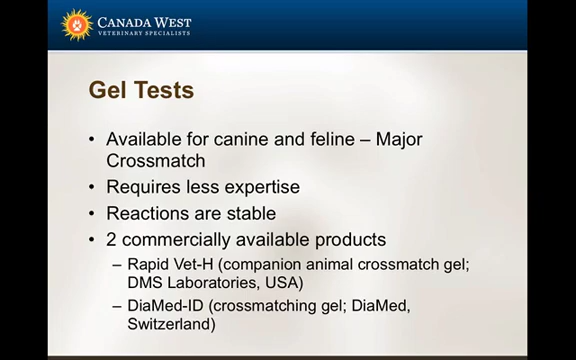 CANADA WEST
VETERINARY SPECIALISTS
Gel Tests
• Available for canine and feline – Major
Crossmatch
• Requires less expertise
• Reactions are stable
• 2 commercially available products
– Rapid Vet-H (companion animal crossmatch gel;
DMS Laboratories, USA)
– DiaMed-ID (crossmatching gel; DiaMed,
Switzerland)